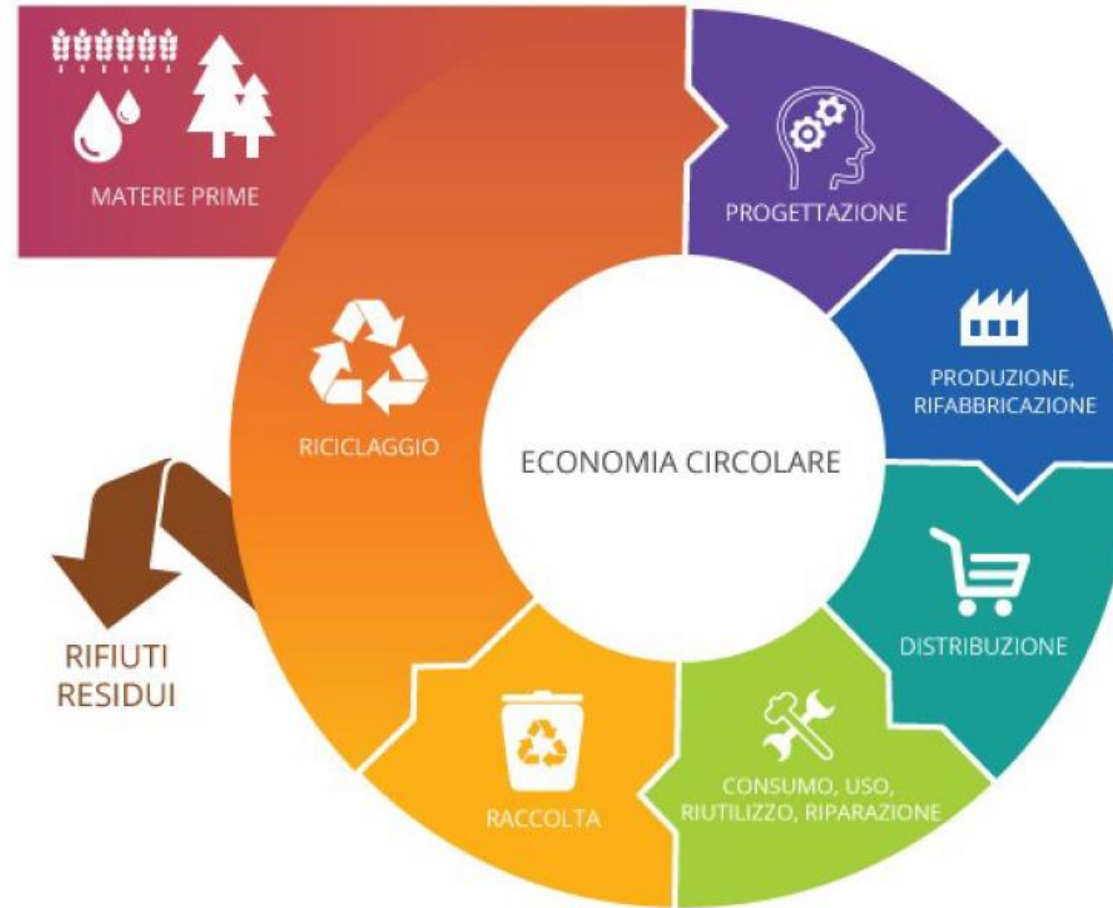 MATERIE PRIME
PROGETTAZIONE
PRODUZIONE,
RIFABBRICAZIONE
DISTRIBUZIONE
CONSUMO, USO,
RIUTILIZZO, RIPARAZIONE
RACCOLTA
RICICLAGGIO
RIFIUTI
RESIDUI
ECONOMIA CIRCOLARE